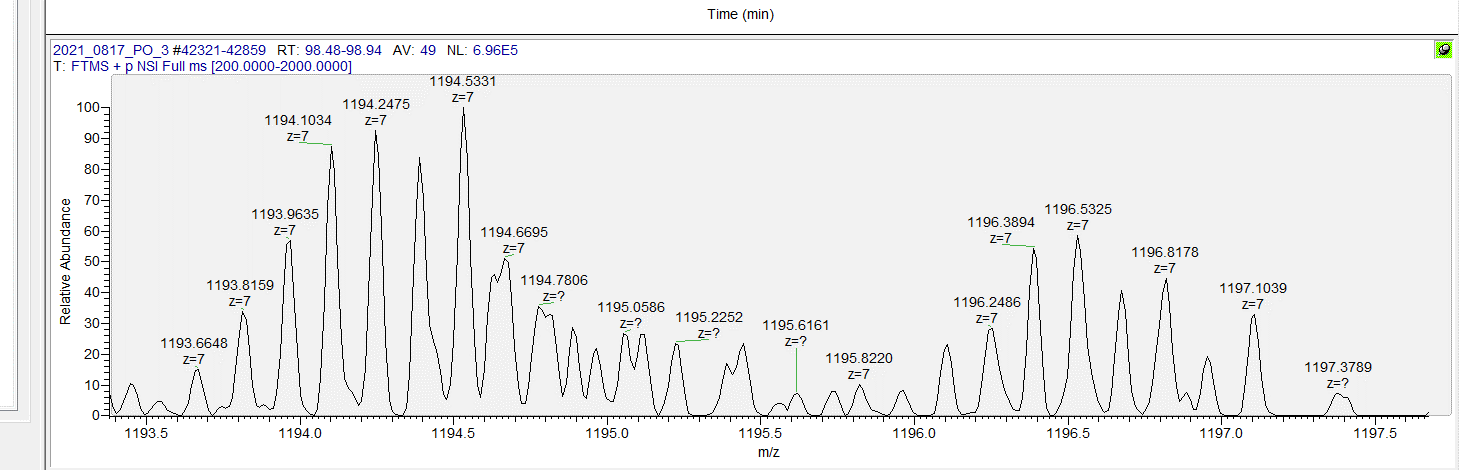 Time (min)
2021_0817_PO_3 #42321-42859 RT: 98.48-98.94 AV: 49 NL: 6.96E5
T: FTMS + p NSI Full ms [200.0000-2000.0000]
1194.5331
z=7
1194.2475
z=7
1194.1034
z=7
1193.9635
z=7
1193.8159
z=7
1193.6648
z=7
1194.6695
z=7
1194.7806
z=?
1195.0586
z=?
1195.2252
z=?
1195.6161
z=?
1195.8220
z=7
1196.2486
z=7
1196.3894
z=7
1196.5325
z=7
1196.8178
z=7
1197.1039
z=7
1197.3789
z=?
100
90
80
70
60
50
40
30
20
10
0
Relative Abundance
1193.5 1194.0 1194.5 1195.0 1195.5 1196.0 1196.5 1197.0 1197.5
m/z